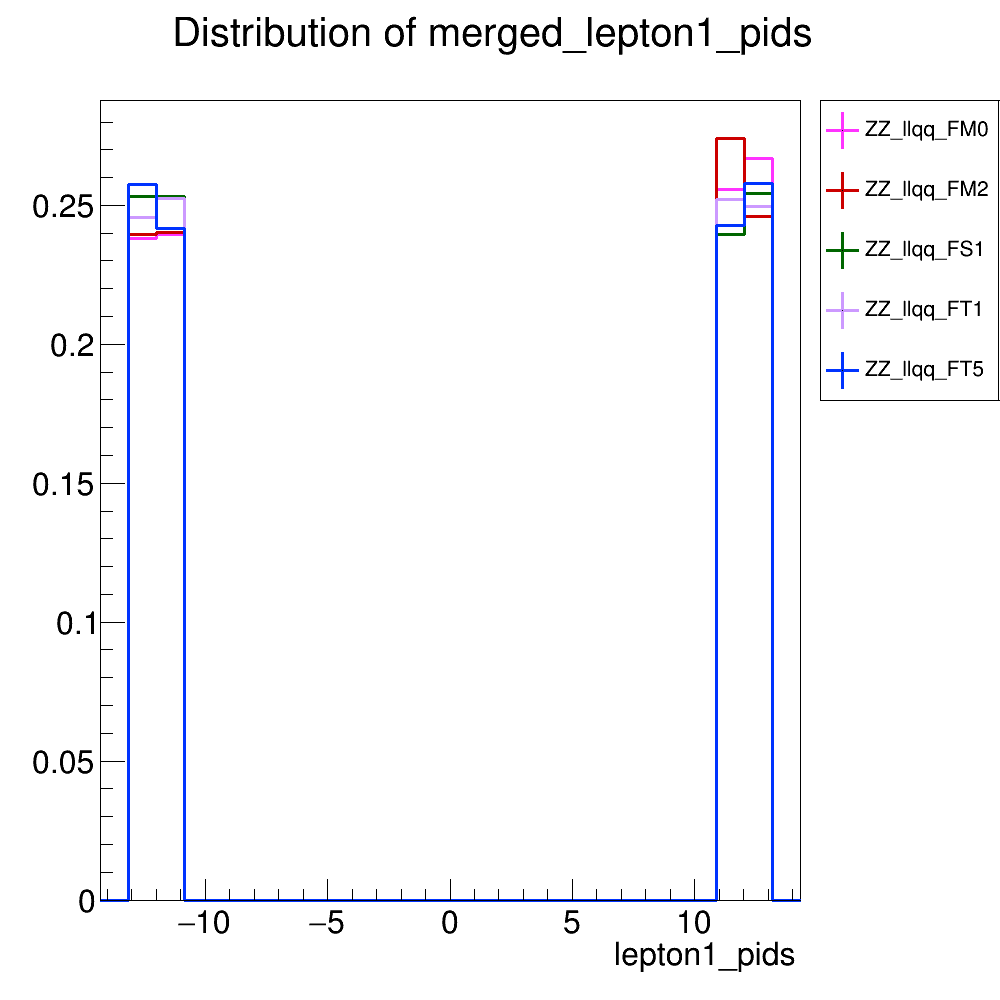 Distribution of merged_lepton1_pids
ZZ_llqq_FM0
ZZ_llqq_FM2
ZZ_llqq_FS1
ZZ_llqq_FT1
ZZ_llqq_FT5
0.25
0.2
0.15
0.1
0.05
0
−10 −5 0 5 10
lepton1_pids